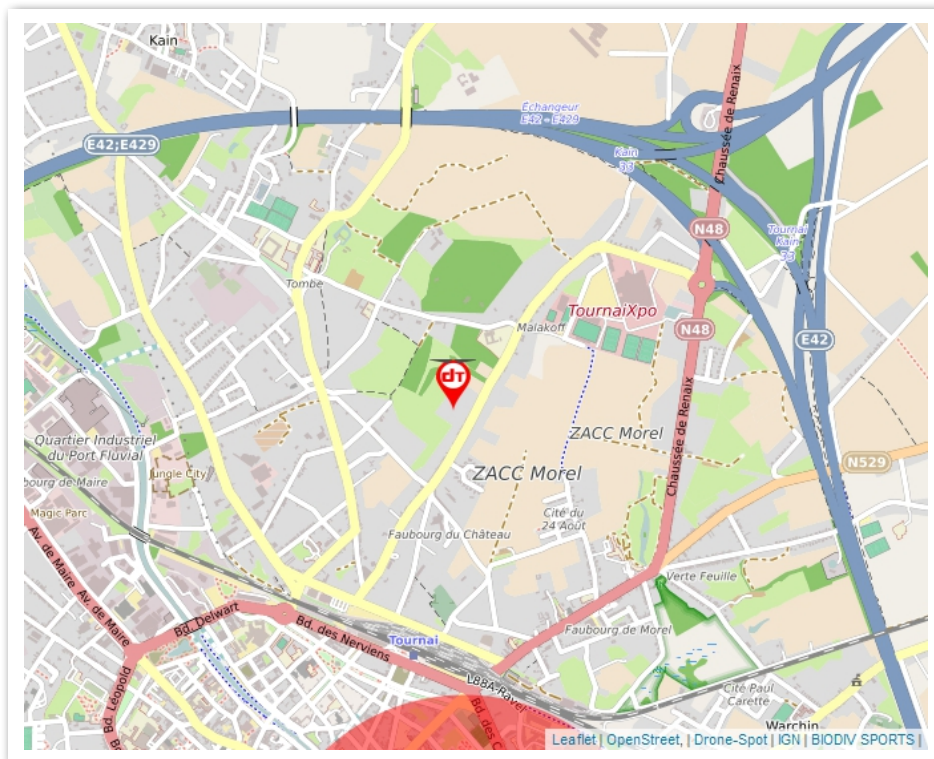 Kain
Échangeur
E42 - E429
E42;E429
Chaussée de Renaix
Kain
33
N48
Tournai
Kain
33
Tombe
TournaiXpo
Malakoff
N48
E42
dT
Chaussée de Renaix
Quartier Industriel
du Port Fluvial
ZACC Morel
N529
bourg de Maire
Jungle City
ZACC Morel
Magic Parc
Cité du
24 Août
Av. de Maire
Av. de Maire
Faubourg du Château
Verte Feuille
Bd. Delwart
Bd. des Nerviens
Faubourg de Morel
Tournai
L88A-Ravel
Cité Paul
Carette
Bd. Léopold
Bd. des C
Warchin
Leaflet | OpenStreet, | Drone-Spot | IGN | BIODIV SPORTS |